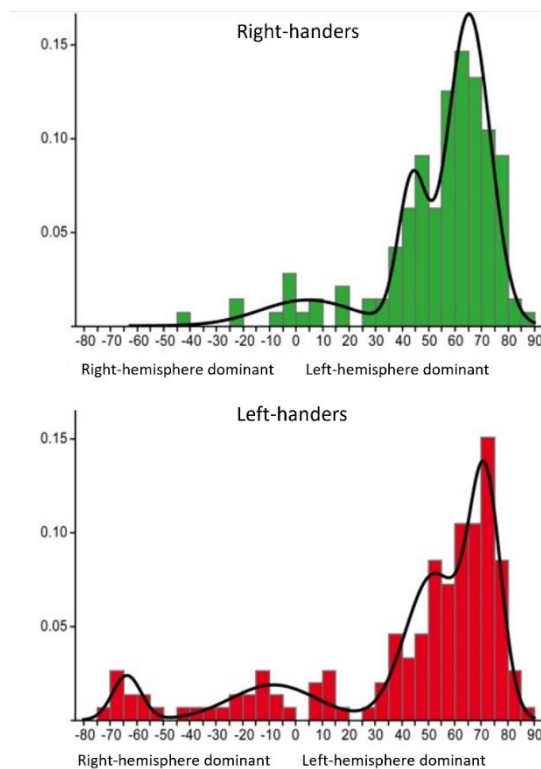 Right-handers
0.15
0.10
0.05
-80 -70 -60 -50 -40 -30 -20 -10 0 10 20 30 40 50 60 70 80 90
Right-hemisphere dominant Left-hemisphere dominant
Left-handers
0.15
0.10
0.05
-80 -70 -60 -50 -40 -30 -20 -10 0 10 20 30 40 50 60 70 80 90
Right-hemisphere dominant Left-hemisphere dominant